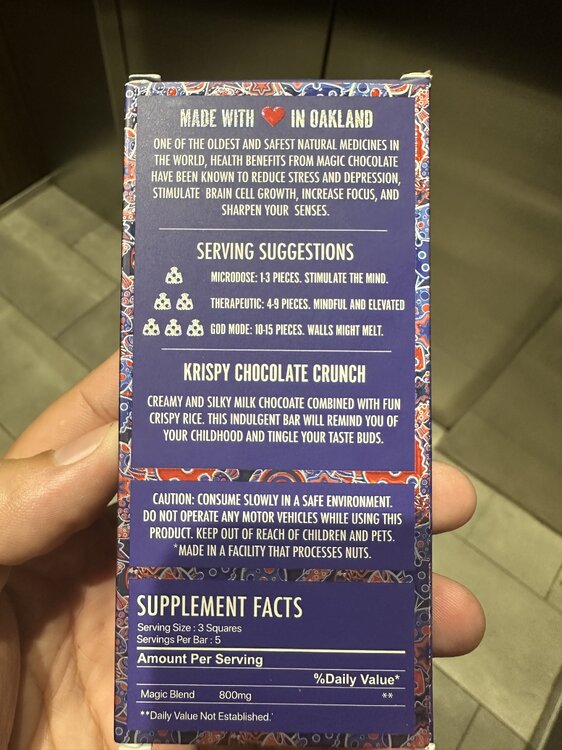 MADE WITH ❤ IN OAKLAND
ONE OF THE OLDEST AND SAFEST NATURAL MEDICINES IN
THE WORLD, HEALTH BENEFITS FROM MAGIC CHOCOLATE
HAVE BEEN KNOWN TO REDUCE STRESS AND DEPRESSION,
STIMULATE BRAIN CELL GROWTH, INCREASE FOCUS, AND
SHARPEN YOUR SENSES.
SERVING SUGGESTIONS
MICRODOSE: 1-3 PIECES. STIMULATE THE MIND.
THERAPEUTIC: 4-9 PIECES. MINDFUL AND ELEVATED
GOD MODE: 10-15 PIECES. WALLS MIGHT MELT.
KRISPY CHOCOLATE CRUNCH
CREAMY AND SILKY MILK CHOCOATE COMBINED WITH FUN
CRISPY RICE. THIS INDULGENT BAR WILL REMIND YOU OF
YOUR CHILDHOOD AND TINGLE YOUR TASTE BUDS.
CAUTION: CONSUME SLOWLY IN A SAFE ENVIRONMENT.
DO NOT OPERATE ANY MOTOR VEHICLES WHILE USING THIS
PRODUCT. KEEP OUT OF REACH OF CHILDREN AND PETS.
*MADE IN A FACILITY THAT PROCESSES NUTS.
SUPPLEMENT FACTS
Serving Size : 3 Squares
Servings Per Bar : 5
Amount Per Serving
%Daily Value*
Magic Blend 800mg **
**Daily Value Not Established.